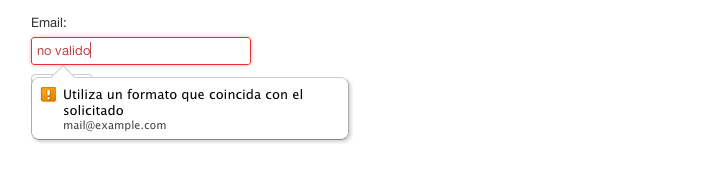 Email:
no valido
Utiliza un formato que coincida con el
solicitado
mail@example.com